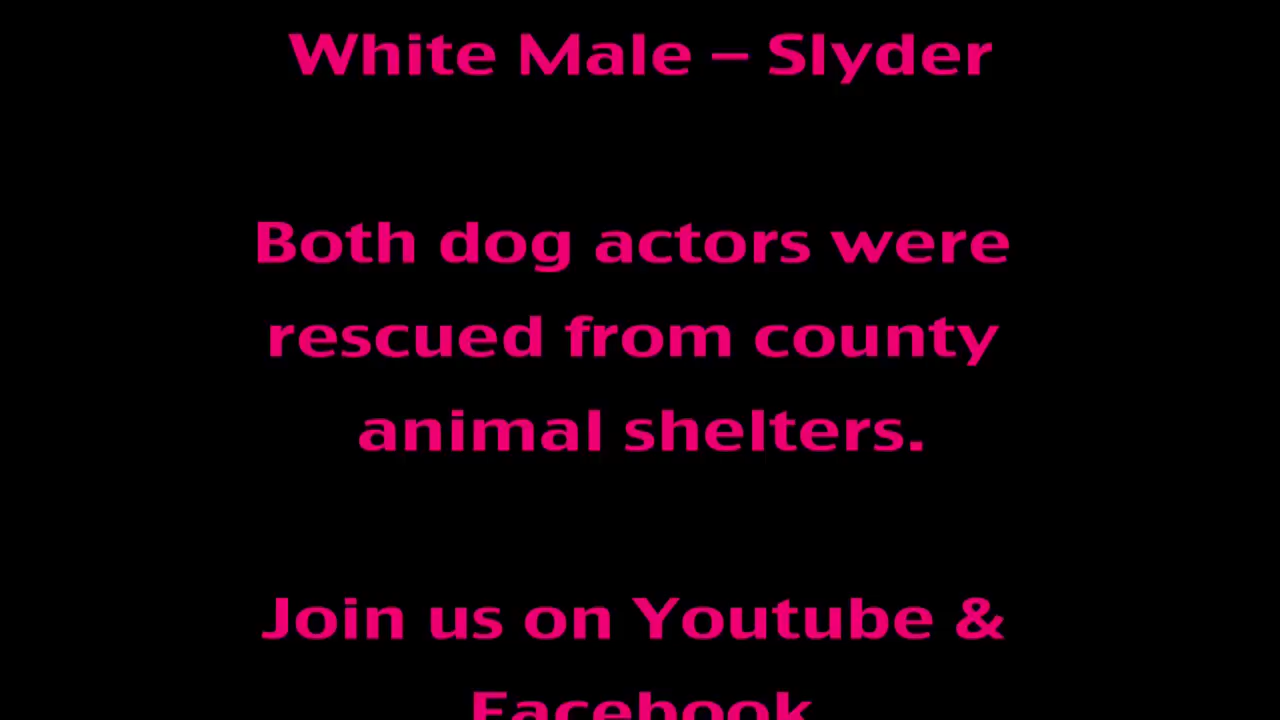 White Male – Slyder
Both dog actors were
rescued from county
animal shelters.
Join us on Youtube &
Facebook